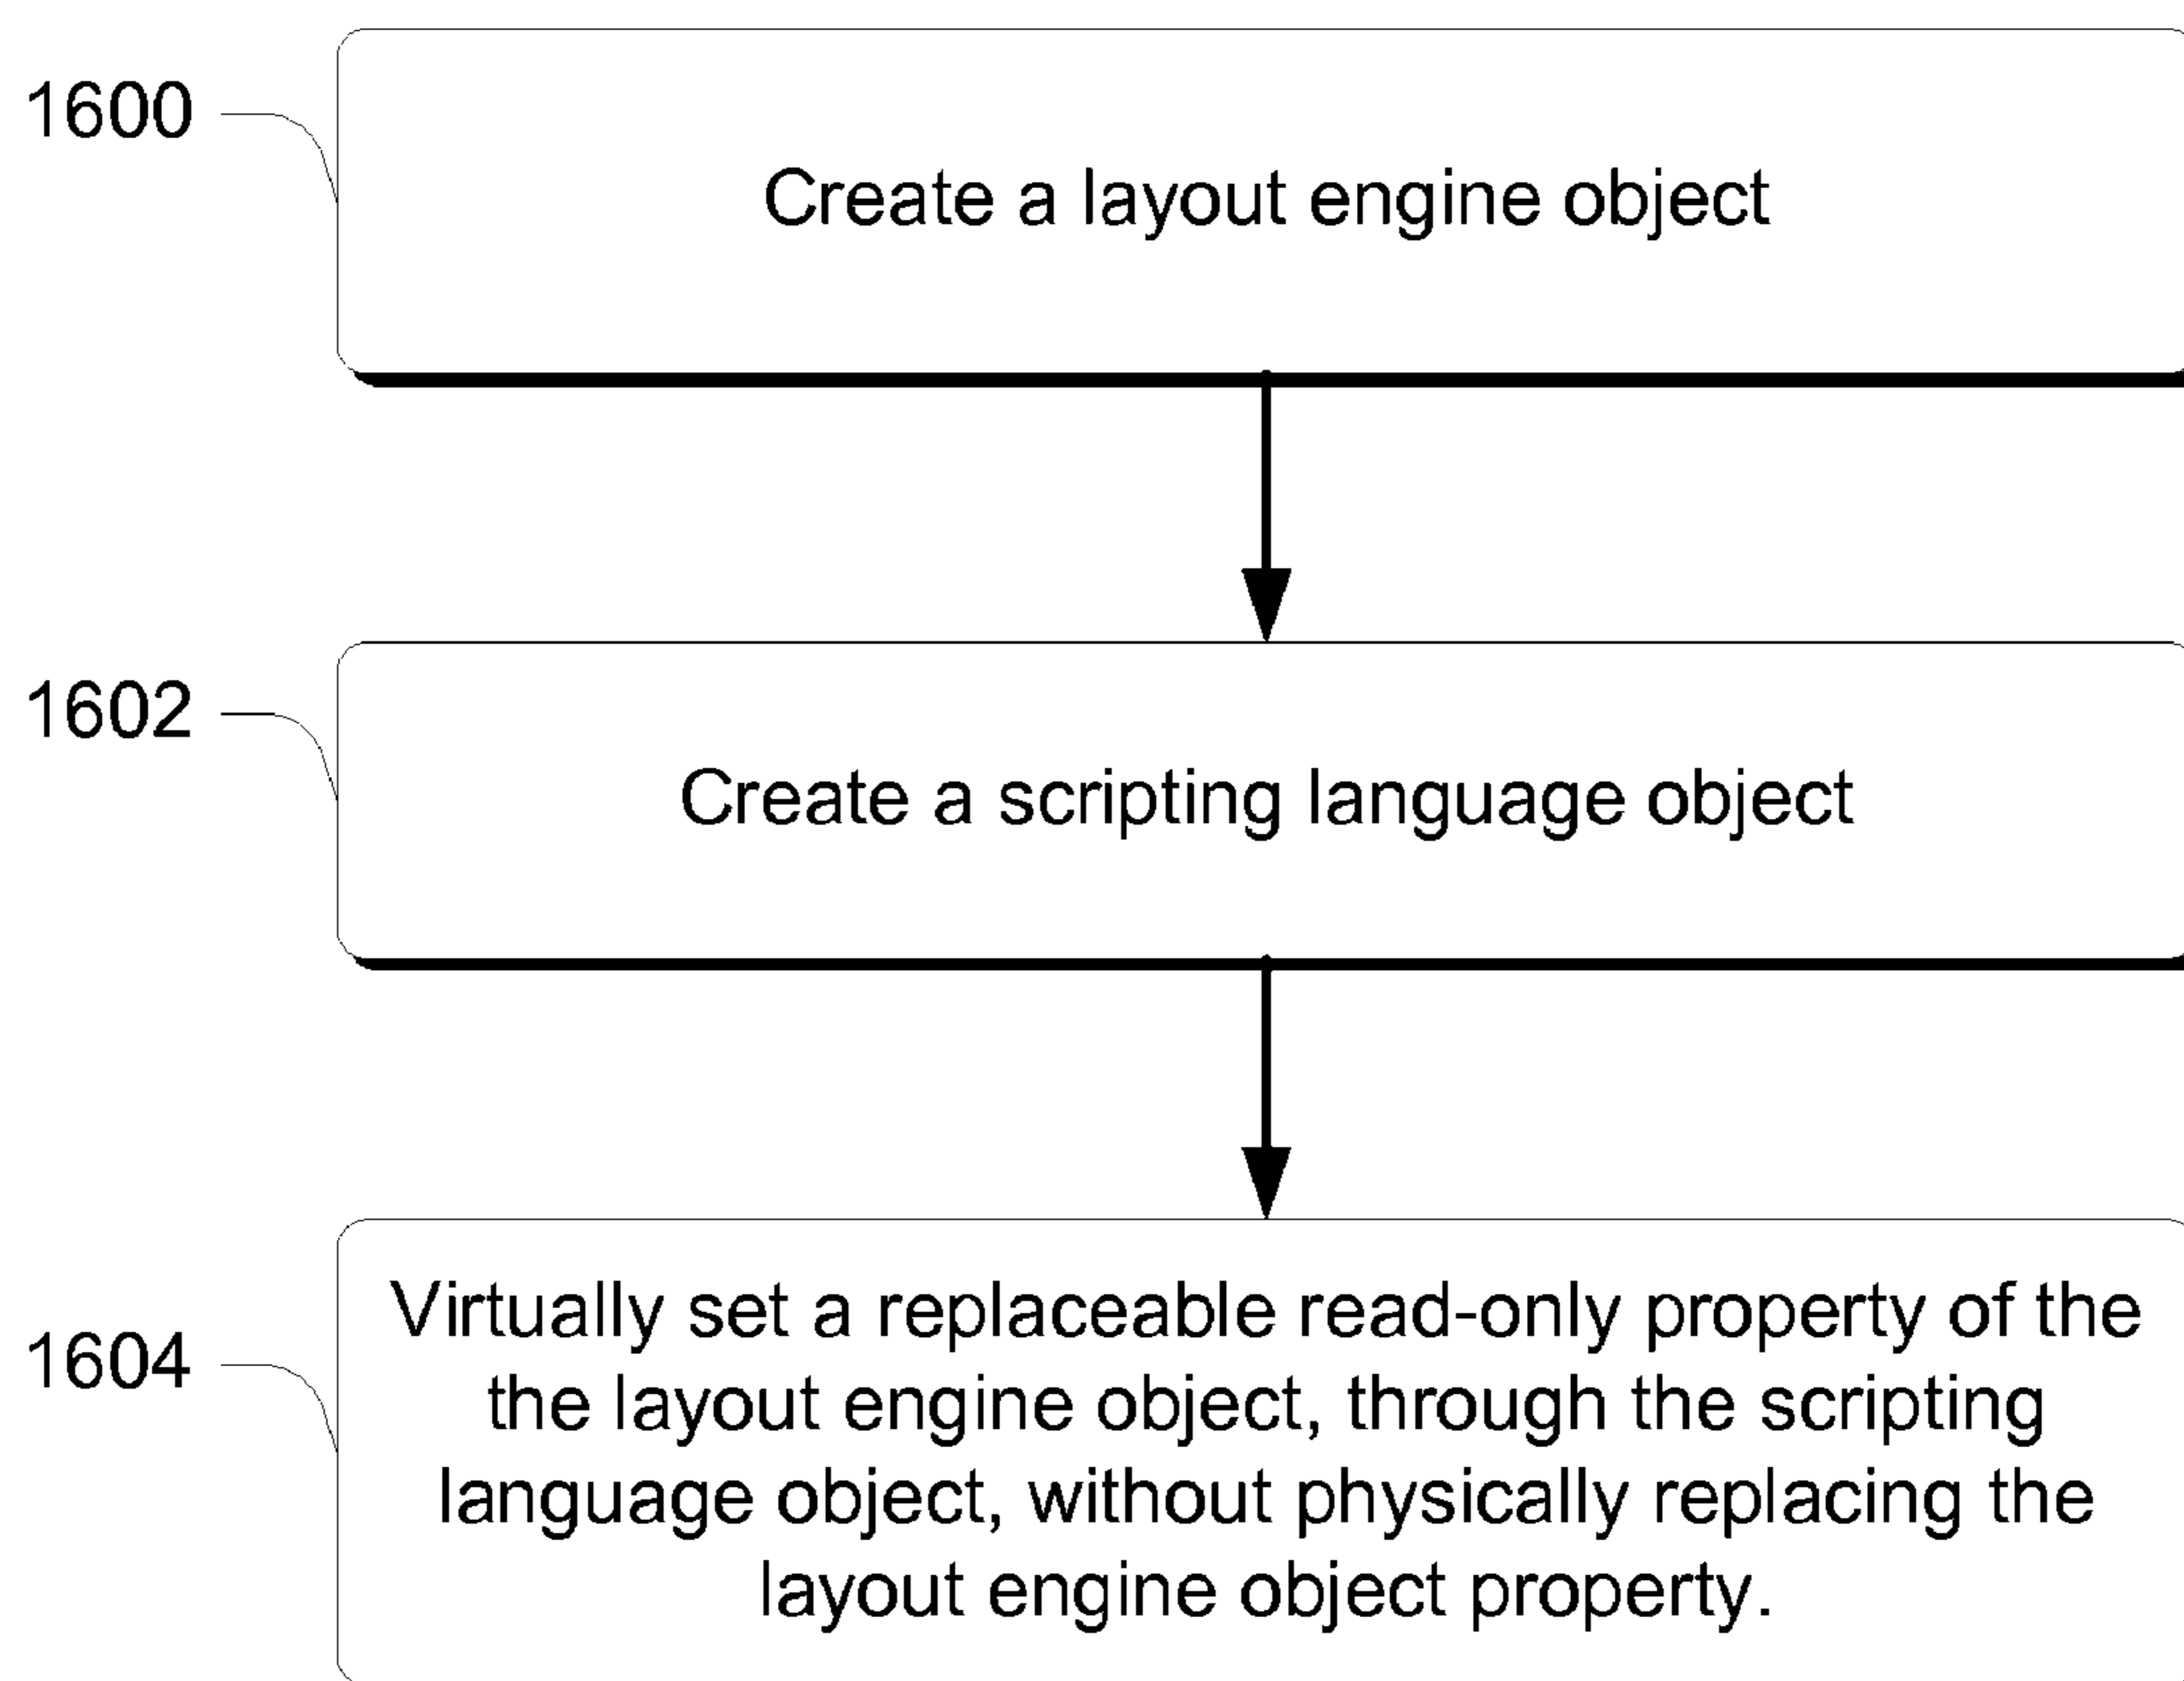 1600
Create a layout engine object
1602
Create a scripting language object
1604
Virtually set a replaceable read-only property of the
the layout engine object, through the scripting
language object, without physically replacing the
layout engine object property.